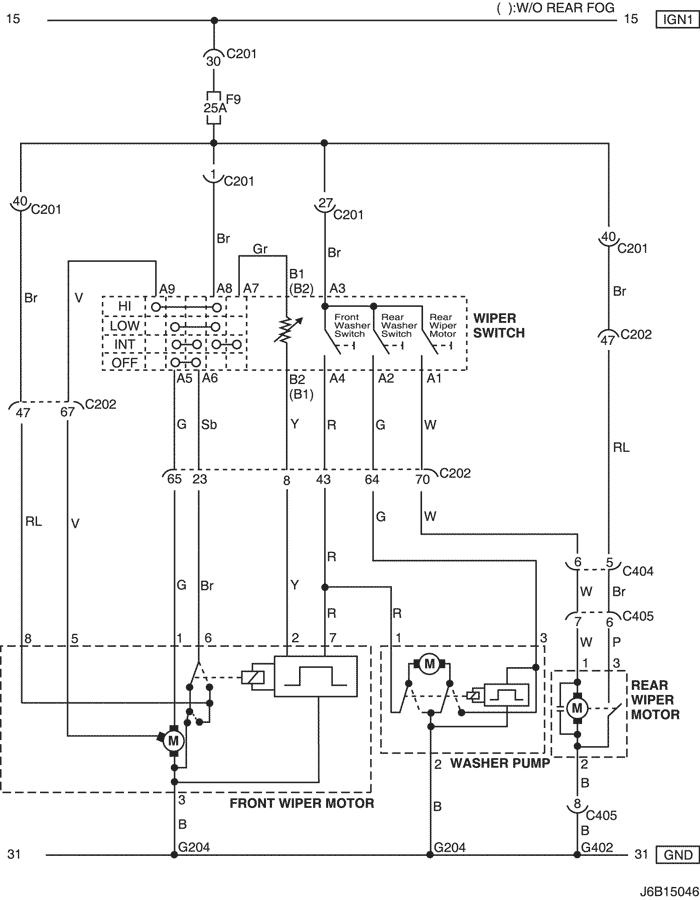 ( ):W/O REAR FOG
15 15 IGN1
30 C201
F9
25A
1 C201
40 C201
27 C201
40 C201
Br
Gr
Br
Br V
B1
(B2)
Br
A9 A8 A7 A3
HI
LOW
INT
OFF
Front
Washer
Switch
Rear
Washer
Switch
Rear
Wiper
Motor
WIPER
SWITCH
47 C202
A5 A6
B2
(B1)
A4 A2 A1
47 67 C202
G Sb Y R G W
RL
65 23 8 43 64 70 C202
RL V
G W
6 5 C404
G Br Y R
W Br
R R
7 6 C405
W P
8 5 1 6 2 7
1 3
1 3
M
M
M
REAR
WIPER
MOTOR
WASHER PUMP
FRONT WIPER MOTOR
3
2
2
B
B
B
8 C405
B
31 G204 G204 G402 31 GND
J6B15046